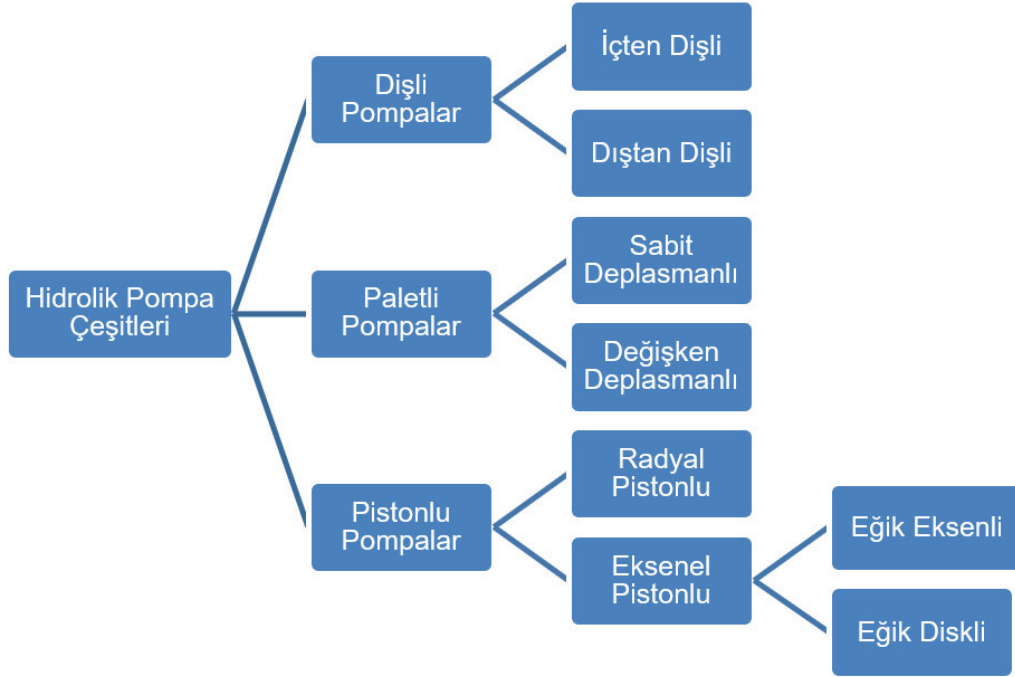 Hidrolik Pompa
Çeşitleri
Dişli
Pompalar
İçten Dişli
Dıştan Dişli
Paletli
Pompalar
Sabit
Deplasmanlı
Değişken
Deplasmanlı
Pistonlu
Pompalar
Radyal
Pistonlu
Eksenel
Pistonlu
Eğik Eksenli
Eğik Diskli